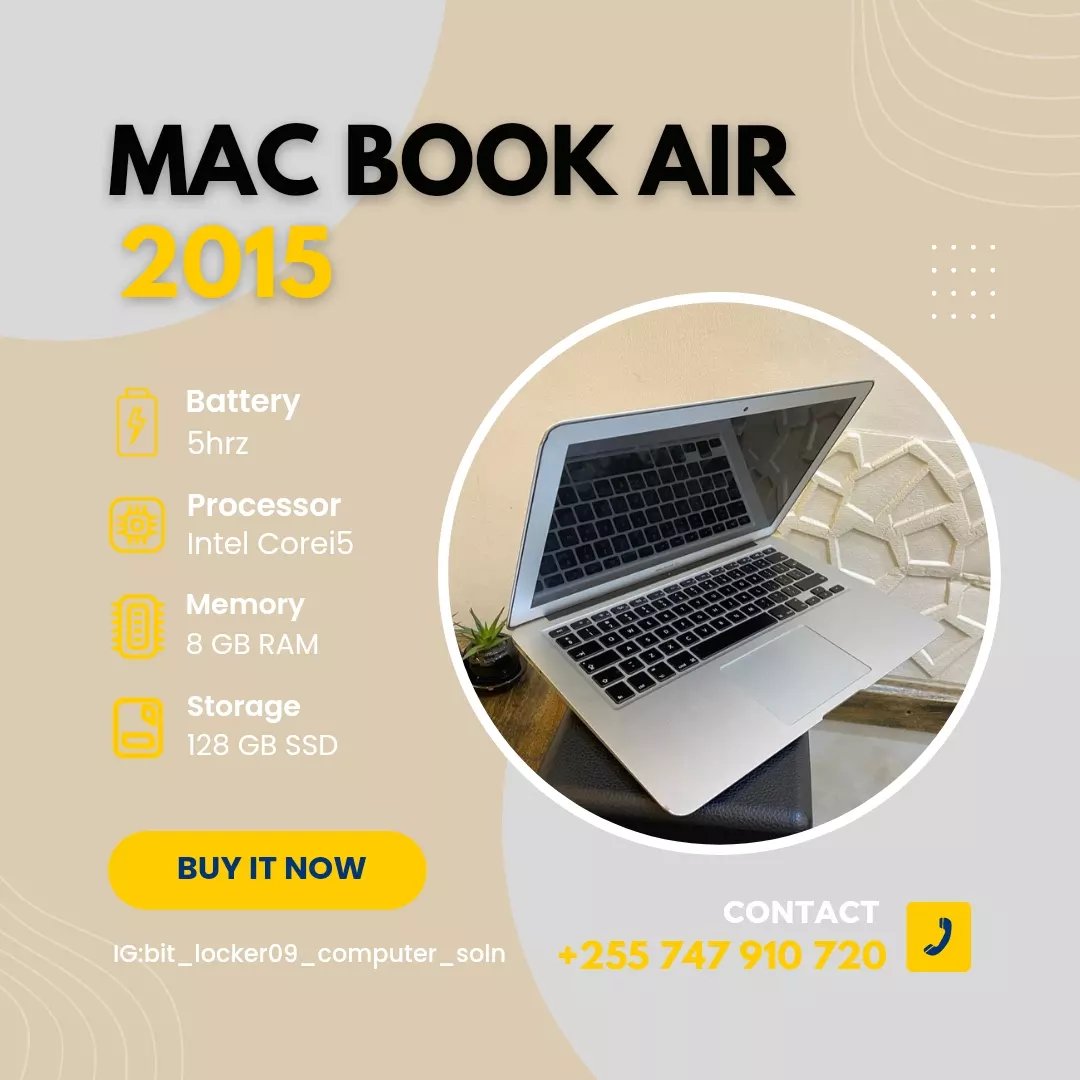 MAC BOOK AIR
2015
Battery
5hrz
Processor
Intel Corei5
Memory
8 GB RAM
Storage
128 GB SSD
BUY IT NOW
IG:bit_locker09_computer_soln
CONTACT
+255 747 910 720